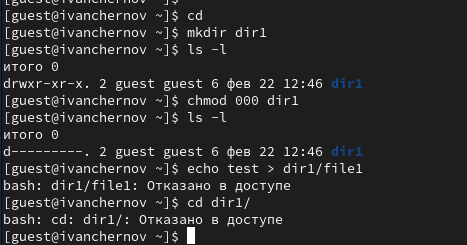 [guest@ivanchernov ~]$ cd
[guest@ivanchernov ~]$ mkdir dir1
[guest@ivanchernov ~]$ ls -l
итого 0
drwxr-xr-x. 2 guest guest 6 фев 22 12:46 dir1
[guest@ivanchernov ~]$ chmod 000 dir1
[guest@ivanchernov ~]$ ls -l
итого 0
d---------. 2 guest guest 6 фев 22 12:46 dir1
[guest@ivanchernov ~]$ echo test > dir1/file1
bash: dir1/file1: Отказано в доступе
[guest@ivanchernov ~]$ cd dir1/
bash: cd: dir1/: Отказано в доступе
[guest@ivanchernov ~]$